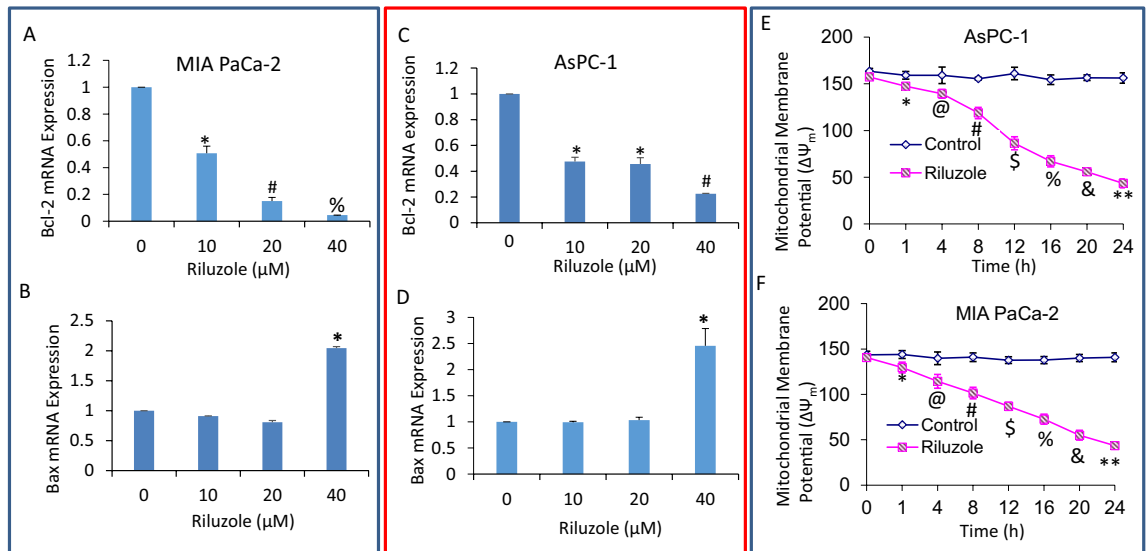 A
MIA PaCa-2
Bcl-2 mRNA Expression
1.2
1
0.8
0.6
0.4
0.2
0
*
#
%
0 10 20 40
Riluzole (µM)
B
Bax mRNA Expression
2.5
2
1.5
1
0.5
0
*
0 10 20 40
Riluzole (µM)
C
AsPC-1
Bcl-2 mRNA expression
1.2
1
0.8
0.6
0.4
0.2
0
* *
#
0 10 20 40
Riluzole (µM)
D
Bax mRNA Expression
3
2.5
2
1.5
1
0.5
0
*
0 10 20 40
Riluzole (µM)
E
AsPC-1
Mitochondrial Membrane
Potential (ΔΨm)
200
150
100
50
0
*
@
#
$
%
&
**
Control
Riluzole
0 1 4 8 12 16 20 24
Time (h)
F
MIA PaCa-2
Mitochondrial Membrane
Potential (ΔΨm)
200
150
100
50
0
*
@
#
$
%
&
**
Control
Riluzole
0 1 4 8 12 16 20 24
Time (h)